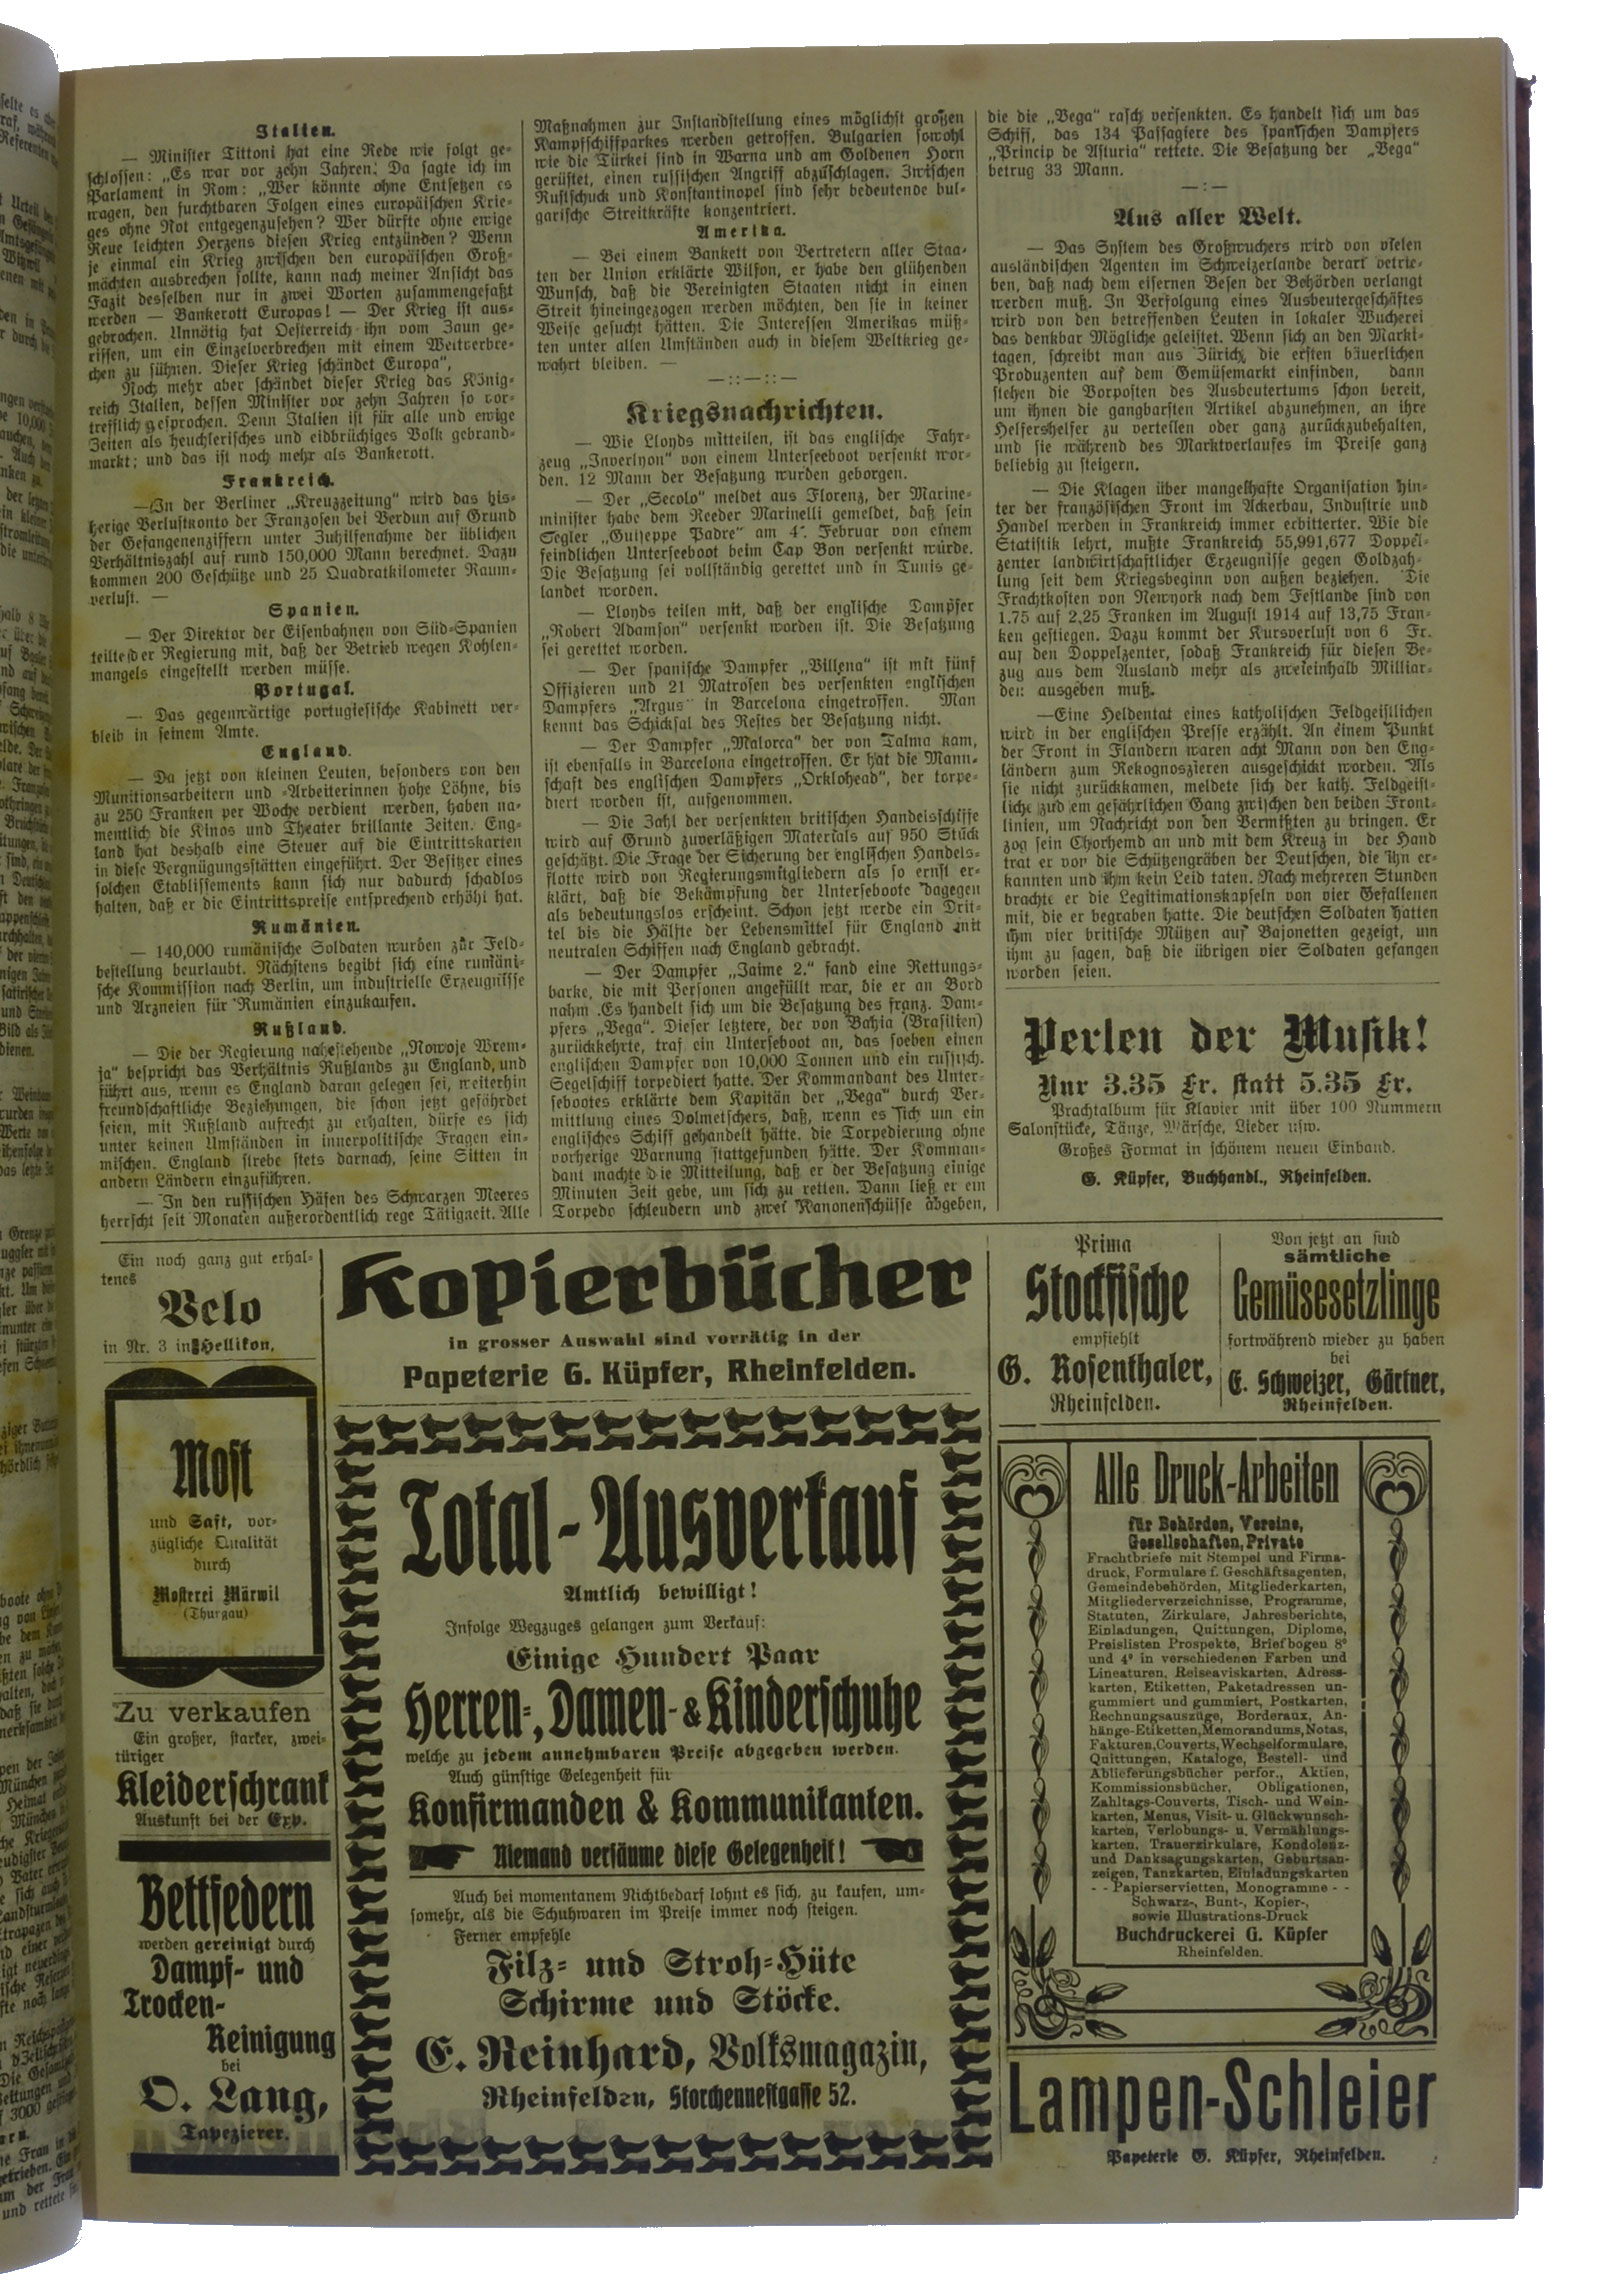 Italien.
— Minister Tittoni hat eine Rede wie folgt ge-
schlossen: „Es war vor zehn Jahren. Da sagte ich im
Parlament in Rom: „Wer könnte ohne Entsetzen es
wagen, den furchtbaren Folgen eines europäischen Krie-
ges ohne Not entgegenzusehen? Wer dürfte ohne ewige
Reue leichten Herzens diesen Krieg entzünden? Wenn
je einmal ein Krieg zwischen den europäischen Groß-
mächten ausbrechen sollte, kann nach meiner Ansicht das
Fazit desselben nur in zwei Worten zusammengefaßt
werden — Bankerott Europas! — Der Krieg ist aus-
gebrochen. Unnötig hat Oesterreich ihn vom Zaun ge-
rissen, um ein Einzelverbrechen mit einem Weltverbre-
chen zu sühnen. Dieser Krieg schändet Europa“,
Noch mehr aber schändet dieser Krieg das König-
reich Italien, dessen Minister vor zehn Jahren so vor-
trefflich gesprochen. Denn Italien ist für alle und ewige
Zeiten als heuchlerisches und eidbrüchiges Volk gebrand-
markt; und das ist noch mehr als Bankerott.
Frankreich.
—In der Berliner „Kreuzzeitung“ wird das bis-
herige Verlustkonto der Franzosen bei Verdun auf Grund
der Gefangenenziffern unter Zuhilfenahme der üblichen
Verhältniszahl auf rund 150,000 Mann berechnet. Dazu
kommen 200 Geschütze und 25 Quadratkilometer Raum-
verlust. —
Spanien.
— Der Direktor der Eisenbahnen von Süd-Spanien
teilte der Regierung mit, daß der Betrieb wegen Kohlen-
mangels eingestellt werden müsse.
Portugal.
— Das gegenwärtige portugiesische Kabinett ver-
bleib in seinem Amte.
England.
— Da jetzt von kleinen Leuten, besonders von den
Munitionsarbeitern und -Arbeiterinnen hohe Löhne, bis
zu 250 Franken per Woche verdient werden, haben na-
mentlich die Kinos und Theater brillante Zeiten. Eng-
land hat deshalb eine Steuer auf die Eintrittskarten
in diese Vergnügungsstätten eingeführt. Der Besitzer eines
solchen Etablissements kann sich nur dadurch schadlos
halten, daß er die Eintrittspreise entsprechend erhöht hat.
Rumänien.
— 140,000 rumänische Soldaten wurden zur Feld-
bestellung beurlaubt. Nächstens begibt sich eine rumäni-
sche Kommission nach Berlin, um industrielle Erzeugnisse
und Arzneien für Rumänien einzukaufen.
Rußland.
— Die der Regierung nahestehende „Nowoje Wrem-
ja“ bespricht das Verhältnis Rußlands zu England, und
führt aus, wenn es England daran gelegen sei, weiterhin
freundschaftliche Beziehungen, die schon jetzt gefährdet
seien, mit Rußland aufrecht zu erhalten, dürfe es sich
unter keinen Umständen in innerpolitische Fragen ein-
mischen. England strebe stets darnach, seine Sitten in
andern Ländern einzuführen.
— In den russischen Häfen des Schwarzen Meeres
herrscht seit Monaten außerordentlich rege Tätigkeit. Alle
Maßnahmen zur Instandstellung eines möglichst großen
Kampfschiffparkes werden getroffen. Bulgarien sowohl
wie die Türkei sind in Warna und am Goldenen Horn
gerüstet, einen russischen Angriff abzuschlagen. Zwischen
Rustschuck und Konstantinopel sind sehr bedeutende bul-
garische Streitkräfte konzentriert.
Amerika.
— Bei einem Bankett von Vertretern aller Staa-
ten der Union erklärte Wilson, er habe den glühenden
Wunsch, daß die Vereinigten Staaten nicht in einen
Streit hineingezogen werden möchten, den sie in keiner
Weise gesucht hätten. Die Interessen Amerikas müß-
ten unter allen Umständen auch in diesem Weltkrieg ge-
wahrt bleiben. —
—::—::—
Kriegsnachrichten.
— Wie Lloyds mitteilen, ist das englische Fahr-
zeug „Inverlyon“ von einem Unterseeboot versenkt wor-
den. 12 Mann der Besatzung wurden geborgen.
— Der „Secolo“ meldet aus Florenz, der Marine-
minister habe dem Reeder Marinelli gemeldet, daß sein
Segler „Guiseppe Padre“ am 4. Februar von einem
feindlichen Unterseeboot beim Cap Bon versenkt würde.
Die Besatzung sei vollständig gerettet und in Tunis ge-
landet worden.
— Lloyds teilen mit, daß der englische Dampfer
„Robert Adamson“ versenkt worden ist. Die Besatzung
sei gerettet worden.
— Der spanische Dampfer „Villena“ ist mit fünf
Offizieren und 21 Matrosen des versenkten englischen
Dampfers „Argus“ in Barcelona eingetroffen. Man
kennt das Schicksal des Restes der Besatzung nicht.
— Der Dampfer „Malorca“ der von Talma kam,
ist ebenfalls in Barcelona eingetroffen. Er hat die Mann-
schaft des englischen Dampfers „Orklohead“, der torpe-
diert worden ist, aufgenommen.
— Die Zahl der versenkten britischen Handelsschiffe
wird auf Grund zuverläßigen Materials auf 950 Stück
geschätzt. Die Frage der Sicherung der englischen Handels-
flotte wird von Regierungsmitgliedern als so ernst er-
klärt, daß die Bekämpfung der Unterseeboote dagegen
als bedeutungslos erscheint. Schon jetzt werde ein Drit-
tel bis die Hälfte der Lebensmittel für England mit
neutralen Schiffen nach England gebracht.
— Der Dampfer „Jaime 2.“ fand eine Rettungs-
barke, die mit Personen angefüllt war, die er an Bord
nahm .Es handelt sich um die Besatzung des franz. Dam-
pfers „Vega“. Dieser letztere, der von Bahia (Brasilien)
zurückkehrte, traf ein Unterseeboot an, das soeben einen
englischen Dampfer von 10,000 Tonnen und ein russisch.
Segelschiff torpediert hatte. Der Kommandant des Unter-
seebootes erklärte dem Kapitän der „Vega“ durch Ver-
mittlung eines Dolmetschers, daß, wenn es sich um ein
englisches Schiff gehandelt hätte. die Torpedierung ohne
vorherige Warnung stattgefunden hätte. Der Komman-
dant machte die Mitteilung, daß er der Besatzung einige
Minuten Zeit gebe, um sich zu retten. Dann ließ er ein
Torpedo schleudern und zwei Kanonenschüsse abgeben,
die die „Vega“ rasch versenkten. Es handelt sich um das
Schiff, das 134 Passagiere des spanischen Dampfers
„Princip de Asturia“ rettete. Die Besatzung der „Vega“
betrug 33 Mann.
—:—
Aus aller Welt.
— Das System des Großwuchers wird von vielen
ausländischen Agenten im Schweizerlande derart betrie-
ben, daß nach dem eisernen Besen der Behörden verlangt
werden muß. In Verfolgung eines Ausbeutergeschäftes
wird von den betreffenden Leuten in lokaler Wucherei
das denkbar Mögliche geleistet. Wenn sich an den Markt-
tagen, schreibt man aus Zürich, die ersten bäuerlichen
Produzenten auf dem Gemüsemarkt einfinden, dann
stehen die Vorposten des Ausbeutertums schon bereit,
um ihnen die gangbarsten Artikel abzunehmen, an ihre
Helfershelfer zu verteilen oder ganz zurückzubehalten,
und sie während des Marktverlaufes im Preise ganz
beliebig zu steigern.
— Die Klagen über mangelhafte Organisation hin-
ter der französischen Front im Ackerbau, Industrie und
Handel werden in Frankreich immer erbitterter. Wie die
Statistik lehrt, mußte Frankreich 55,991,677 Doppel-
zenter landwirtschaftlicher Erzeugnisse gegen Goldzah-
lung seit dem Kriegsbeginn von außen beziehen. Die
Frachtkosten von Newyork nach dem Festlande sind von
1.75 auf 2,25 Franken im August 1914 auf 13,75 Fran-
ken gestiegen. Dazu kommt der Kursverlust von 6 Fr.
auf den Doppelzenter, sodaß Frankreich für diesen Be-
zug aus dem Ausland mehr als zweieinhalb Milliar-
den ausgeben muß.
—Eine Heldentat eines katholischen Feldgeistlichen
wird in der englischen Presse erzählt. An einem Punkt
der Front in Flandern waren acht Mann von den Eng-
ländern zum Rekognoszieren ausgeschickt worden. Als
sie nicht zurückkamen, meldete sich der kath. Feldgeist-
liche zu dem gefährlichen Gang zwischen den beiden Front-
linien, um Nachricht von den Vermißten zu bringen. Er
zog sein Chorhemd an und mit dem Kreuz in der Hand
trat er vor die Schützengräben der Deutschen, die ihn er-
kannten und ihm kein Leid taten. Nach mehreren Stunden
brachte er die Legitimationskapseln von vier Gefallenen
mit, die er begraben hatte. Die deutschen Soldaten hatten
ihm vier britische Mützen auf Bajonetten gezeigt, um
ihm zu sagen, daß die übrigen vier Soldaten gefangen
worden seien.
Perlen der Musik!
Nur 3.35 Fr. statt 5.35 Fr.
Prachtalbum für Klavier mit über 100 Nummern
Salonstücke, Tänze, Märsche, Lieder usw.
Großes Format in schönem neuen Einband.
G. Küpfer, Buchhandl., Rheinfelden.
Ein noch ganz gut erhal-
tenes
Velo
in Nr. 3 in Hellikon,
Most
und Saft, vor-
zügliche Qualität
durch
Mosterei Märwil
(Thurgau)
Zu verkaufen
Ein großer, starker, zwei-
türiger
Kleiderschrank
Auskunft bei der Exp.
Bettfedern
werden gereinigt durch
Dampf- und
Trocken-
Reinigung
bei
O. Lang,
Tapezierer.
Kopierbücher
in grosser Auswahl sind vorrätig in der
Papeterie G. Küpfer, Rheinfelden.
Total-Ausverkauf
Amtlich bewilligt!
Infolge Wegzuges gelangen zum Verkauf:
Einige Hundert Paar
Herren-, Damen- & Kinderschuhe
welche zu jedem annehmbaren Preise abgegeben werden.
Auch günstige Gelegenheit für
Konfirmanden & Kommunikanten.
Niemand versäume diese Gelegenheit!
Auch bei momentanem Nichtbedarf lohnt es sich, zu kaufen, um-
somehr, als die Schuhwaren im Preise immer noch steigen.
Ferner empfehle
Filz- und Stroh-Hüte
Schirme und Stöcke.
E. Reinhard, Volksmagazin,
Rheinfelden, Storchennestgasse 52.
Prima
Stockfische
empfiehlt
G. Rosenthaler,
Rheinfelden.
Von jetzt an sind
sämtliche
Gemüsesetzlinge
fortwährend wieder zu haben
bei
E. Schweizer, Gärtner,
Rheinfelden.
Alle Druck-Arbeiten
für Behörden, Vereine,
Gesellschaften, Private
Frachtbriefe mit Stempel und Firma-
druck, Formulare f. Geschäftsagenten,
Gemeindebehörden, Mitgliederkarten,
Mitgliederverzeichnisse, Programme,
Statuten, Zirkulare, Jahresberichte,
Einladungen, Quittungen, Diplome,
Preislisten Prospekte, Briefbogen 8°
und 4° in verschiedenen Farben und
Lineaturen, Reiseaviskarten, Adress-
karten, Etiketten, Paketadressen un-
gummiert und gummiert, Postkarten,
Rechnungsauszüge, Borderaux, An-
hänge-Etiketten, Memorandums, Notas,
Fakturen, Couverts, Wechselformulare,
Quittungen, Kataloge, Bestell- und
Ablieferungsbücher perfor., Aktien,
Kommissionsbücher, Obligationen,
Zahltags-Couverts, Tisch- und Wein-
karten, Menus, Visit- u. Glückwunsch-
karten, Verlobungs- u. Vermählungs-
karten, Trauerzirkulare, Kondolenz-
und Danksagungskarten, Geburtsan-
zeigen, Tanzkarten, Einladungskarten
- - Papierservietten, Monogramme - -
Schwarz-, Bunt-, Kopier-,
sowie Illustrations-Druck
Buchdruckerei G. Küpfer
Rheinfelden.
Lampen-Schleier
Papeterie G. Küpfer, Rheinfelden.